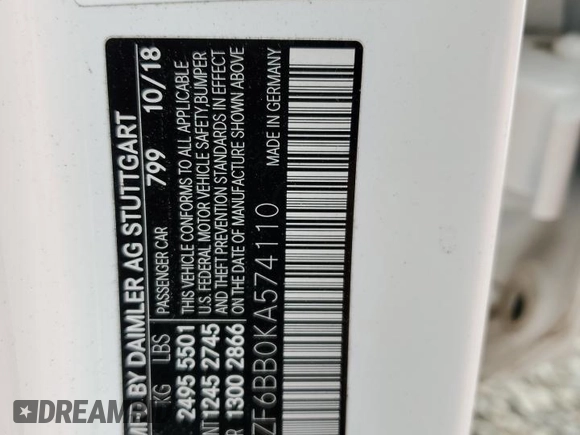 MFD BY DAIMLER AG STUTTGART
PASSENGER CAR 799 10/18
KG LBS
2495 5501
1245 2745
1300 2866
THIS VEHICLE CONFORMS TO ALL APPLICABLE
U.S. FEDERAL MOTOR VEHICLE SAFETY,BUMPER
AND THEFT PREVENTION STANDARDS IN EFFECT
ON THE DATE OF MANUFACTURE SHOWN ABOVE
ZF6BB0KA574110 MADE IN GERMANY